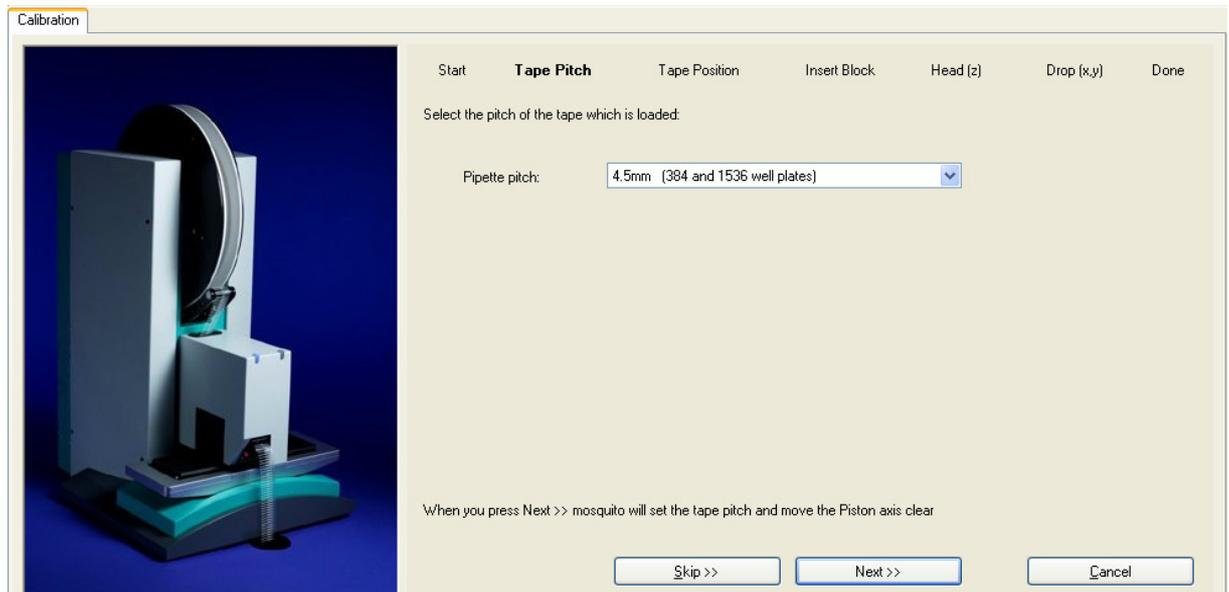 Calibration
Start Tape Pitch Tape Position Insert Block Head (z) Drop (x,y) Done
Select the pitch of the tape which is loaded:
Pipette pitch: 4.5mm (384 and 1536 well plates)
When you press Next >> mosquito will set the tape pitch and move the Piston axis clear
Skip >> Next >> Cancel